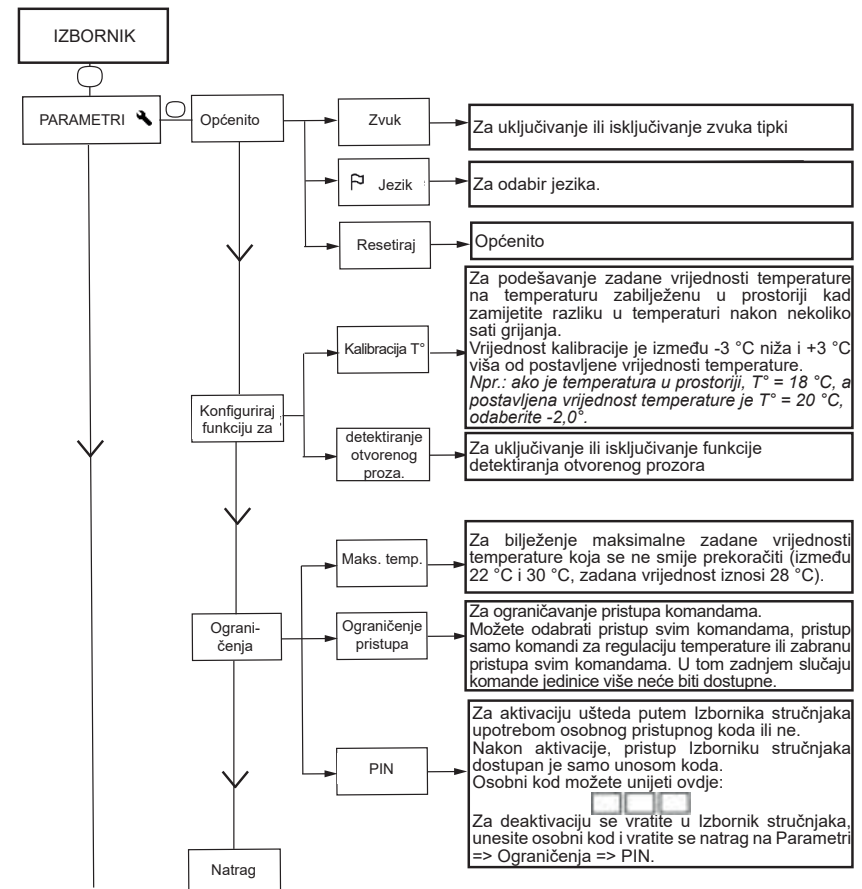 IZBORNIK
PARAMETRI
Općenito
Zvuk
Za uključivanje ili isključivanje zvuka tipki
Jezik
Za odabir jezika.
Resetiraj
Općenito
Konfiguriraj
funkciju za
Kalibracija T°
Za podešavanje zadane vrijednosti temperature
na temperaturu zabilježenu u prostoriji kad
zamijetite razliku u temperaturi nakon nekoliko
sati grijanja.
Vrijednost kalibracije je između -3 °C niža i +3 °C
viša od postavljene vrijednosti temperature.
Npr.: ako je temperatura u prostoriji, T° = 18 °C, a
postavljena vrijednost temperature je T° = 20 °C,
odaberite -2,0°.
detektiranje
otvorenog
proza.
Za uključivanje ili isključivanje funkcije
detektiranja otvorenog prozora
Ograni-
čenja
Maks. temp.
Za bilježenje maksimalne zadane vrijednosti
temperature koja se ne smije prekoračiti (između
22 °C i 30 °C, zadana vrijednost iznosi 28 °C).
Ograničenje
pristupa
Za ograničavanje pristupa komandama.
Možete odabrati pristup svim komandama, pristup
samo komandi za regulaciju temperature ili zabranu
pristupa svim komandama. U tom zadnjem slučaju
komande jedinice više neće biti dostupne.
PIN
Za aktivaciju ušteda putem Izbornika stručnjaka
upotrebom osobnog pristupnog koda ili ne.
Nakon aktivacije, pristup Izborniku stručnjaka
dostupan je samo unosom koda.
Osobni kod možete unijeti ovdje:
Za deaktivaciju se vratite u Izbornik stručnjaka,
unesite osobni kod i vratite se natrag na Parametri
=> Ograničenja => PIN.
Natrag